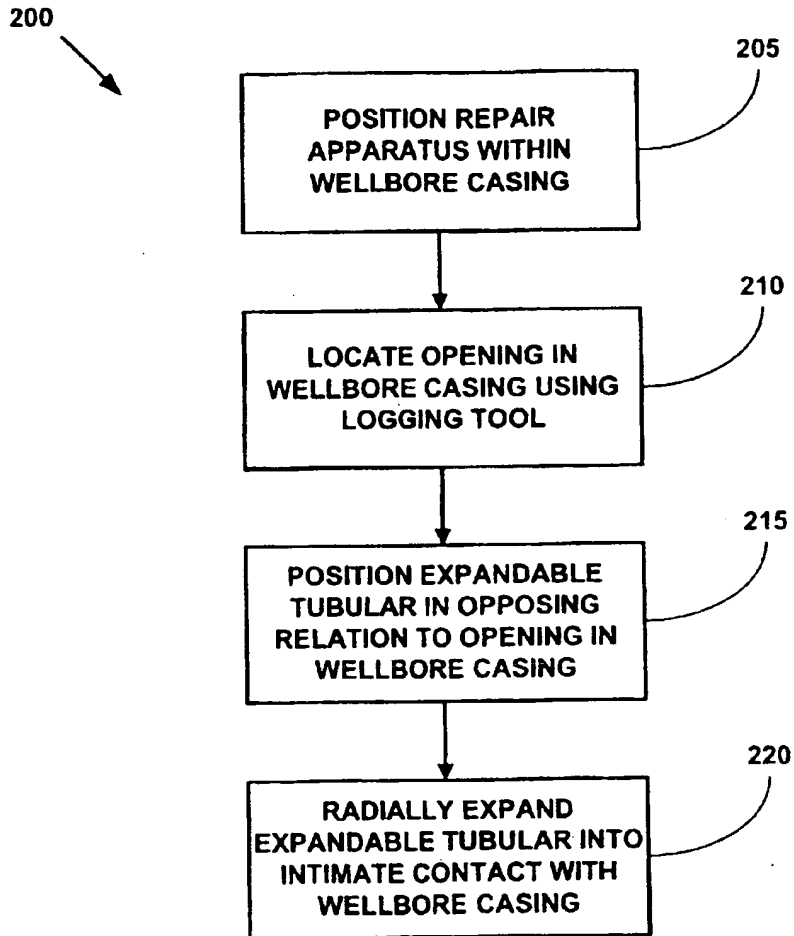 200
205
POSITION REPAIR
APPARATUS WITHIN
WELLBORE CASING
210
LOCATE OPENING IN
WELLBORE CASING USING
LOGGING TOOL
215
POSITION EXPANDABLE
TUBULAR IN OPPOSING
RELATION TO OPENING IN
WELLBORE CASING
220
RADIALLY EXPAND
EXPANDABLE TUBULAR INTO
INTIMATE CONTACT WITH
WELLBORE CASING